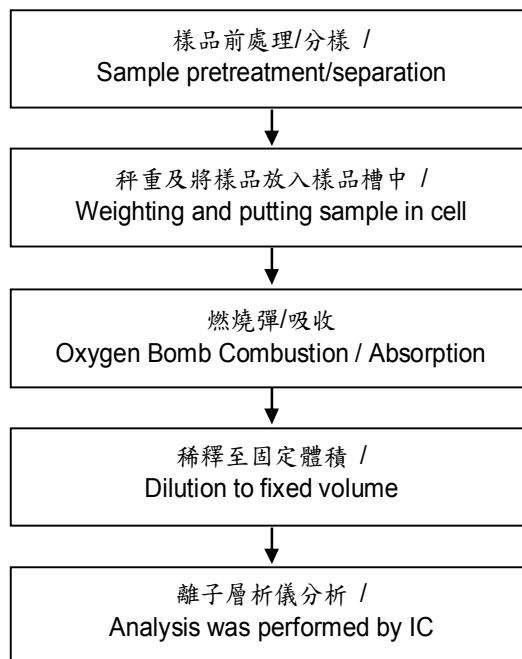 樣品前處理/分樣 /
Sample pretreatment/separation
秤重及將樣品放入樣品槽中 /
Weighting and putting sample in cell
燃燒彈/吸收
Oxygen Bomb Combustion / Absorption
稀釋至固定體積 /
Dilution to fixed volume
離子層析儀分析 /
Analysis was performed by IC